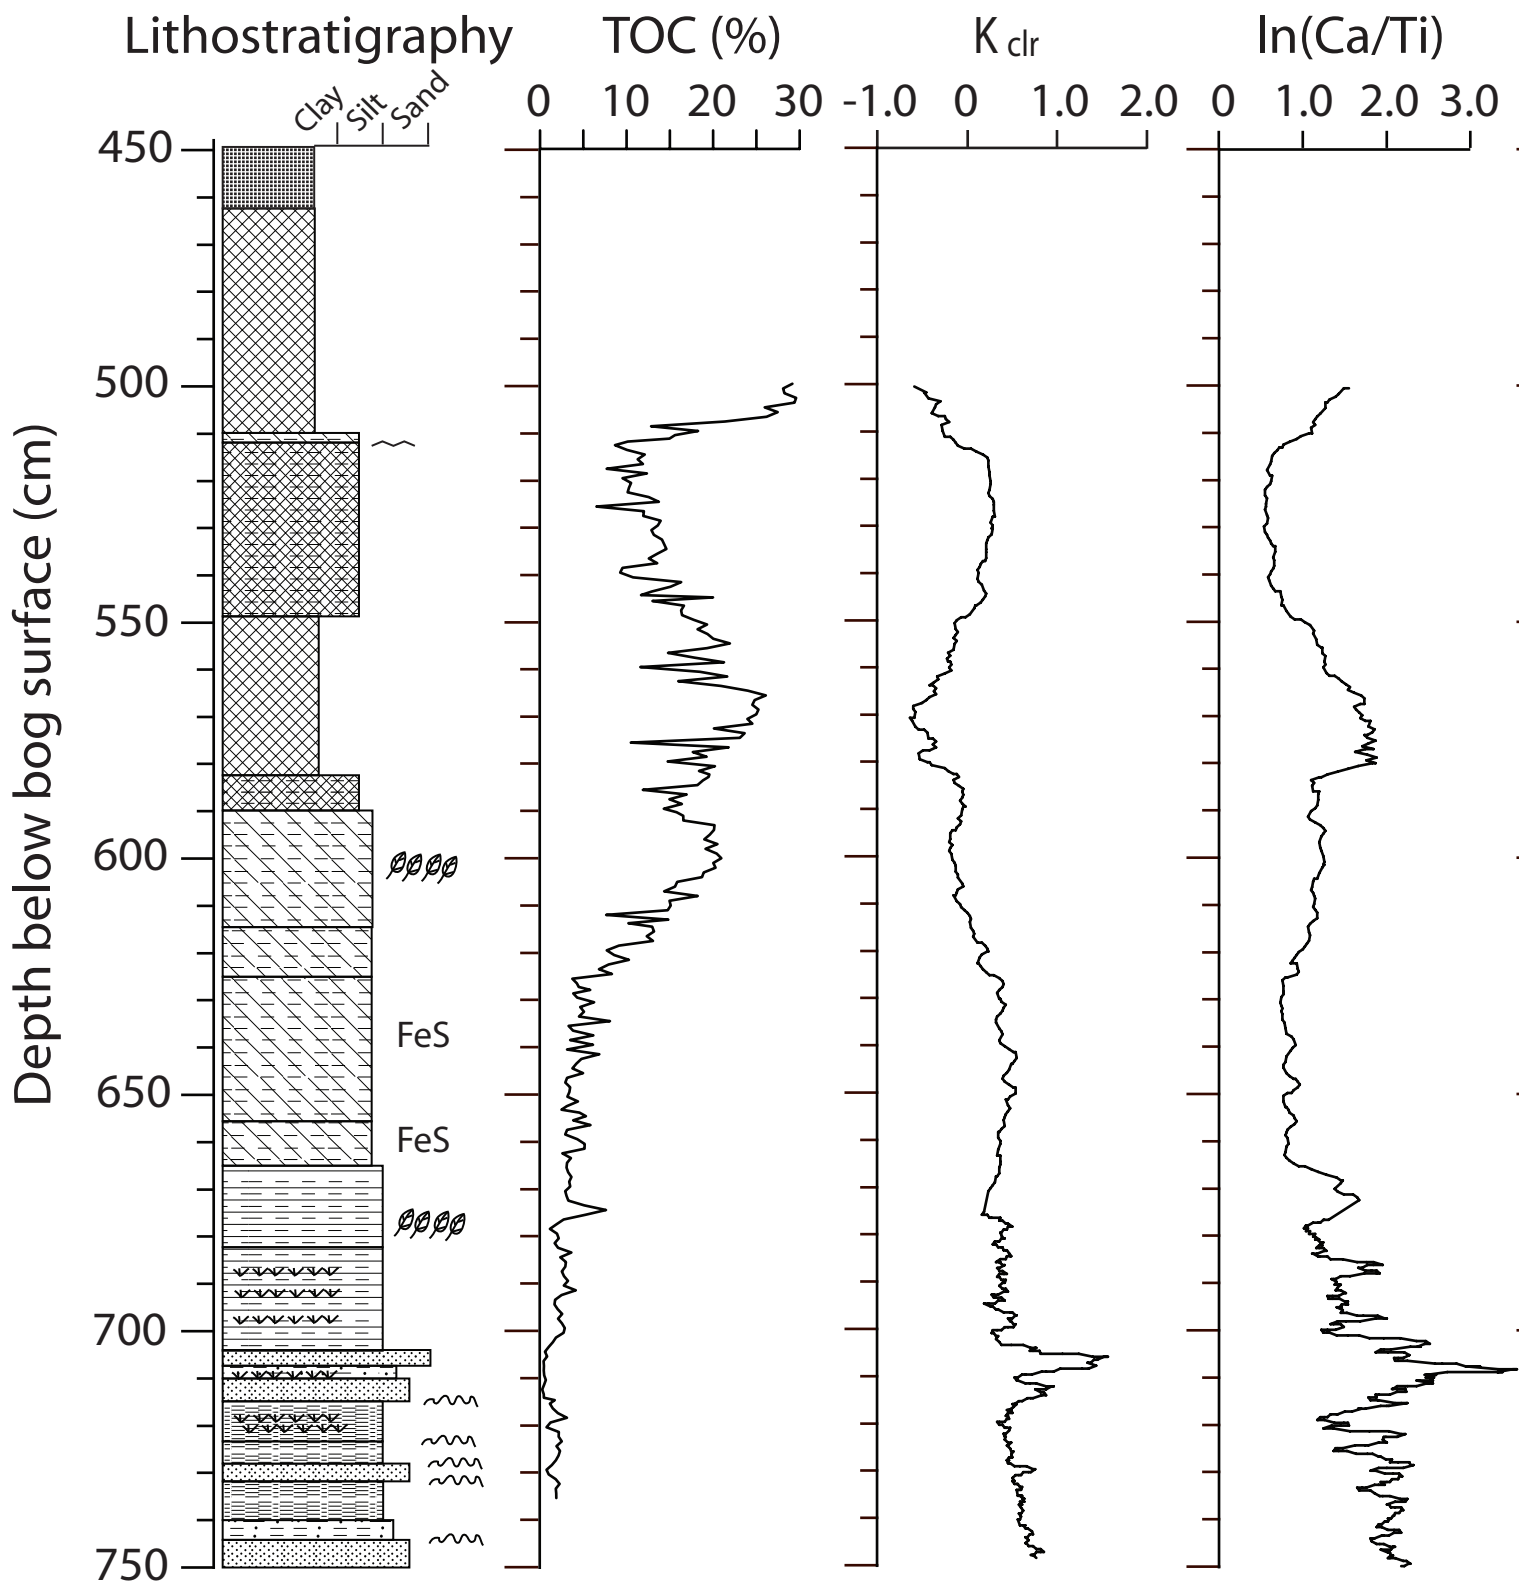 Lithostratigraphy TOC (%) K clr ln(Ca/Ti)
Clay Silt Sand
0 10 20 30 -1.0 0 1.0 2.0 0 1.0 2.0 3.0
450
500
550
600
650
700
750
Depth below bog surface (cm)
FeS
FeS